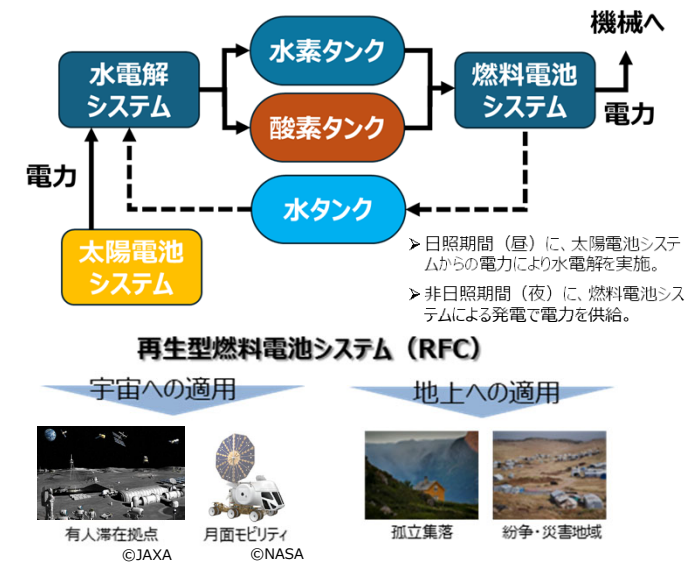 機械へ
水素タンク
水電解
システム
燃料電池
システム
酸素タンク
電力
電力
水タンク
太陽電池
システム
➢日照期間（昼）に、太陽電池システ
ムからの電力により水電解を実施。
➢非日照期間（夜）に、燃料電池シス
テムによる発電で電力を供給。
再生型燃料電池システム（RFC）
宇宙への適用
地上への適用
有人滞在拠点
©JAXA
月面モビリティ
©NASA
孤立集落
紛争・災害地域